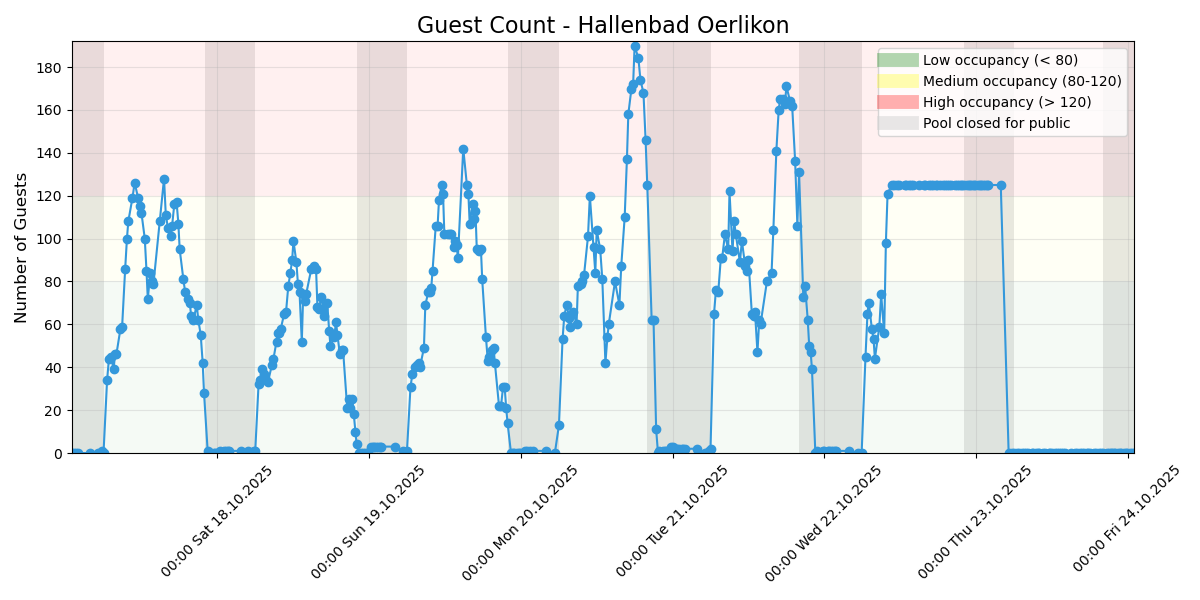 Guest Count - Hallenbad Oerlikon
Number of Guests
180
160
140
120
100
80
60
40
20
0
Low occupancy (< 80)
Medium occupancy (80-120)
High occupancy (> 120)
Pool closed for public
00:00 Sat 18.10.2025
00:00 Sun 19.10.2025
00:00 Mon 20.10.2025
00:00 Tue 21.10.2025
00:00 Wed 22.10.2025
00:00 Thu 23.10.2025
00:00 Fri 24.10.2025